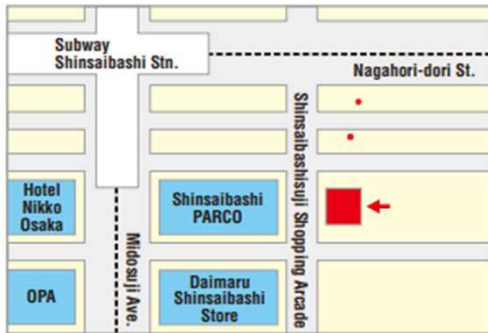 Subway
Shinsaibashi Stn.
Nagahori-dori St.
Shinsaibashisuji Shopping Arcade
Hotel
Nikko
Osaka
Shinsaibashi
PARCO
Midosuji Ave.
OPA
Daimaru
Shinsaibashi
Store